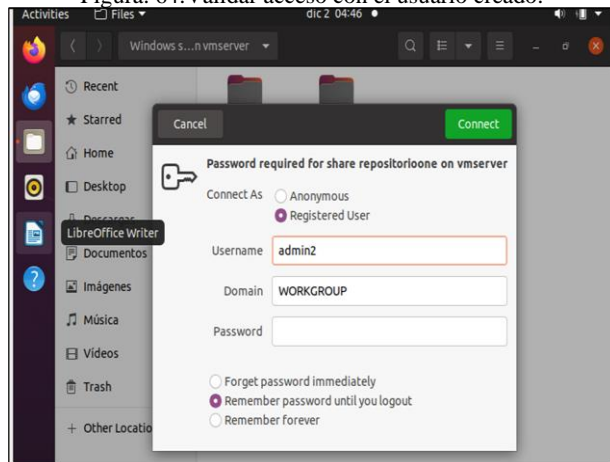 Figura: 64.Validar acceso con el usuario creado.
Activities Files dic 2 04:46
Windows s...n vmserver
Recent
Starred
Cancel Connect
Home
Password required for share repositorioone on vmserver
Desktop
Connect As Anonymous
Registered User
LibreOffice Writer
Documentos
Username admin2
Imágenes
Domain WORKGROUP
Música
Password
Vídeos
Trash
Forget password immediately
Remember password until you logout
Remember forever
+ Other Locatio